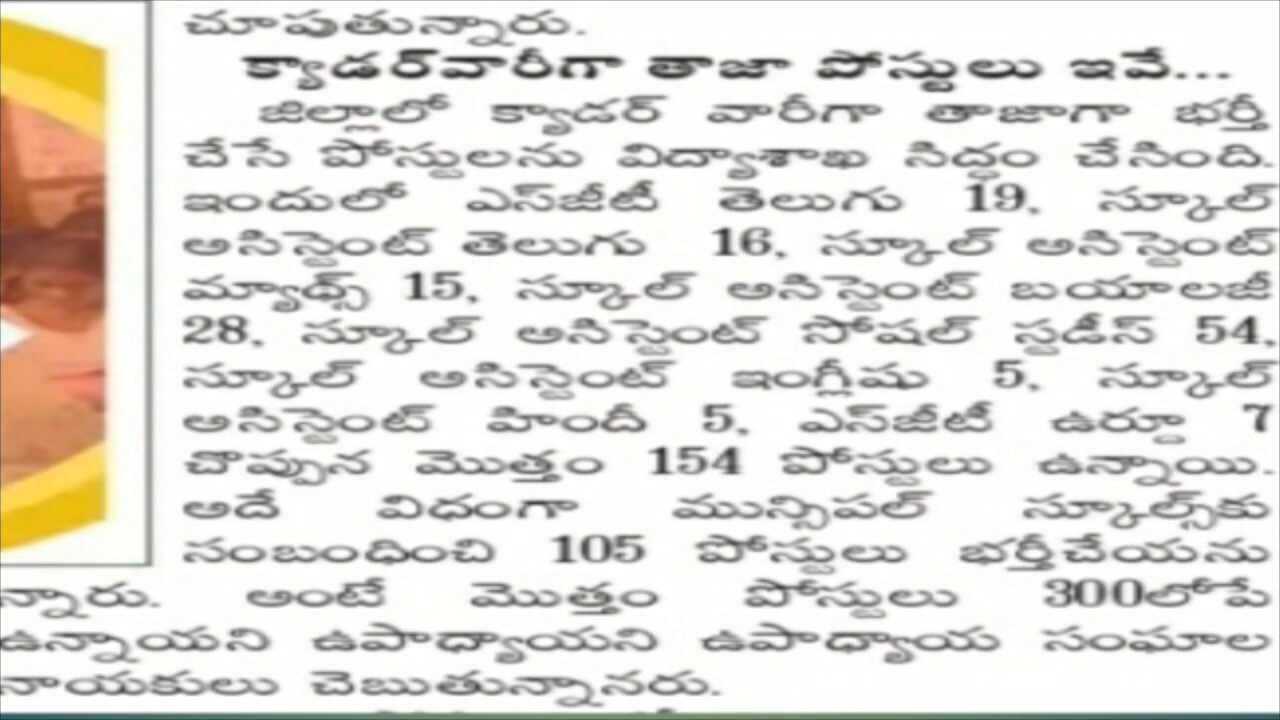 చూపుతున్నారు.
క్యాడర్‌వారీగా తాజా పోస్టులు ఇవే...
జిల్లాలో క్యాడర్ వారీగా తాజాగా భర్తీ
చేసే పోస్టులను విద్యాశాఖ సిద్ధం చేసింది.
ఇందులో ఎస్‌జీటీ తెలుగు 19, స్కూల్
అసిస్టెంట్ తెలుగు 16, స్కూల్ అసిస్టెంట్
మ్యాథ్స్ 15, స్కూల్ అసిస్టెంట్ బయాలజీ
28, స్కూల్ అసిస్టెంట్ సోషల్ స్టడీస్ 54,
స్కూల్ అసిస్టెంట్ ఇంగ్లీషు 5, స్కూల్
అసిస్టెంట్ హిందీ 5, ఎస్‌జీటీ ఉర్దూ 7
చొప్పున మొత్తం 154 పోస్టులు ఉన్నాయి.
అదే విధంగా మున్సిపల్ స్కూల్స్‌కు
సంబంధించి 105 పోస్టులు భర్తీచేయను
న్నారు. అంటే మొత్తం పోస్టులు 300లోపే
ఉన్నాయని ఉపాధ్యాయని ఉపాధ్యాయ సంఘాల
నాయకులు చెబుతున్నానరు.